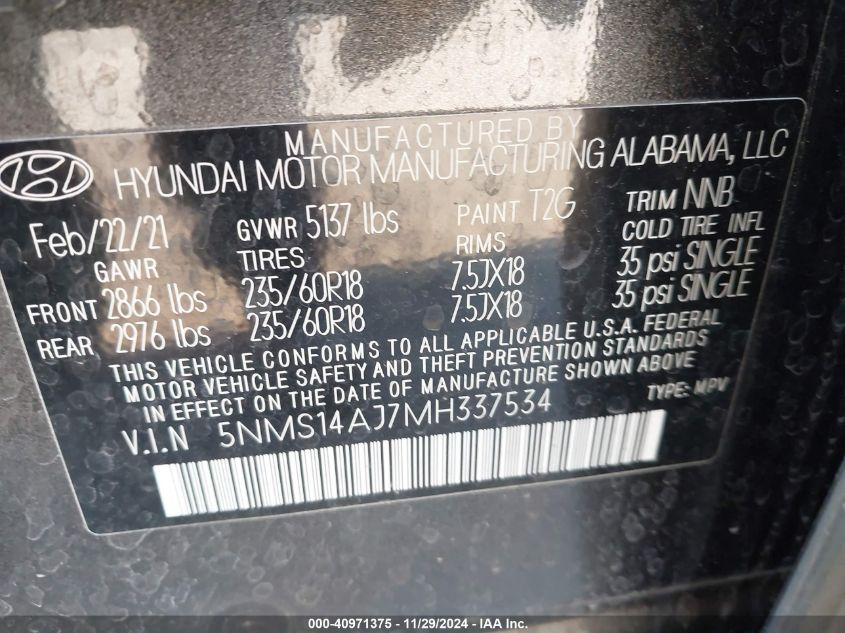 MANUFACTURED BY
HYUNDAI MOTOR MANUFACTURING ALABAMA, LLC
Feb/22/21 GVWR 5137 lbs PAINT T2G TRIM NNB
GAWR TIRES RIMS COLD TIRE INFL
FRONT 2866 lbs 235/60R18 7.5JX18 35 psi SINGLE
REAR 2976 lbs 235/60R18 7.5JX18 35 psi SINGLE
THIS VEHICLE CONFORMS TO ALL APPLICABLE U.S.A. FEDERAL
MOTOR VEHICLE SAFETY AND THEFT PREVENTION STANDARDS
IN EFFECT ON THE DATE OF MANUFACTURE SHOWN ABOVE
V.I.N 5NMS14AJ7MH337534 TYPE: MPV
000-40971375 — 11/29/2024 — IAA Inc.